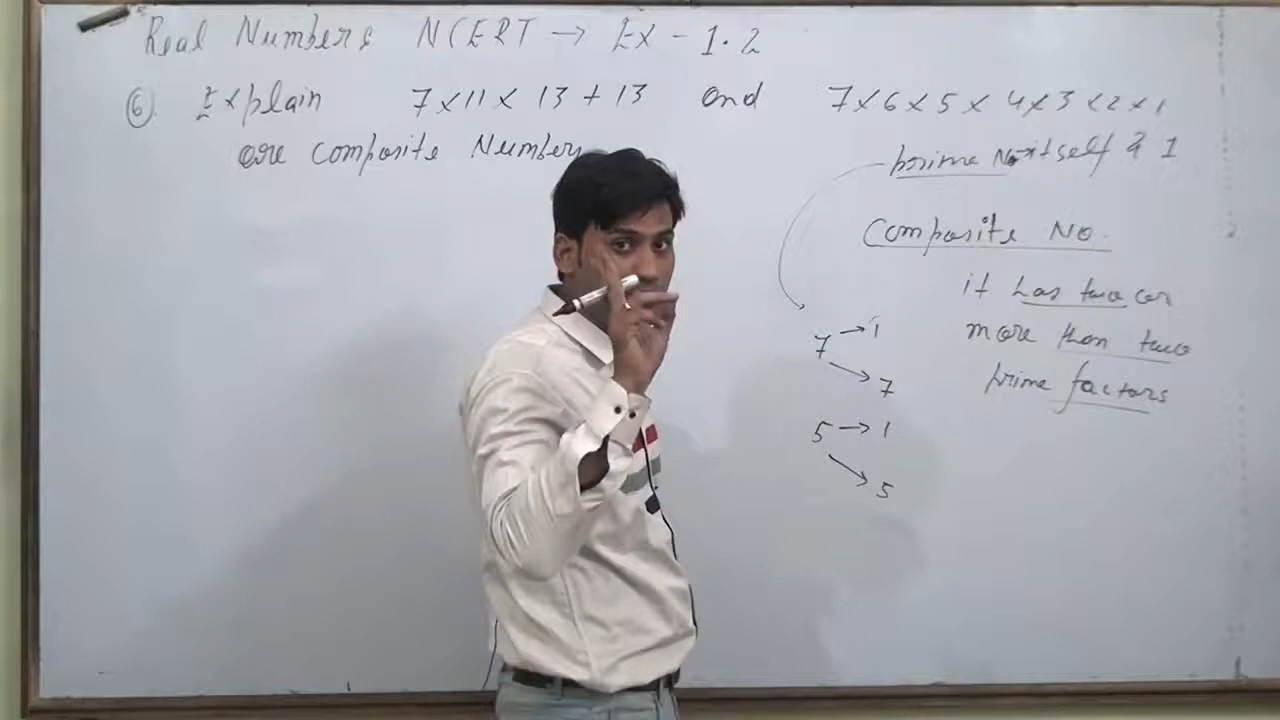 Real Numbers NCERT → Ex - 1.2
⑥ Explain 7×11×13+13 and 7×6×5×4×3×2×1
are composite Numbers
prime No→itself & 1
Composite No.
it has two or
more than two
prime factors
7 → 1
→ 7
5 → 1
→ 5